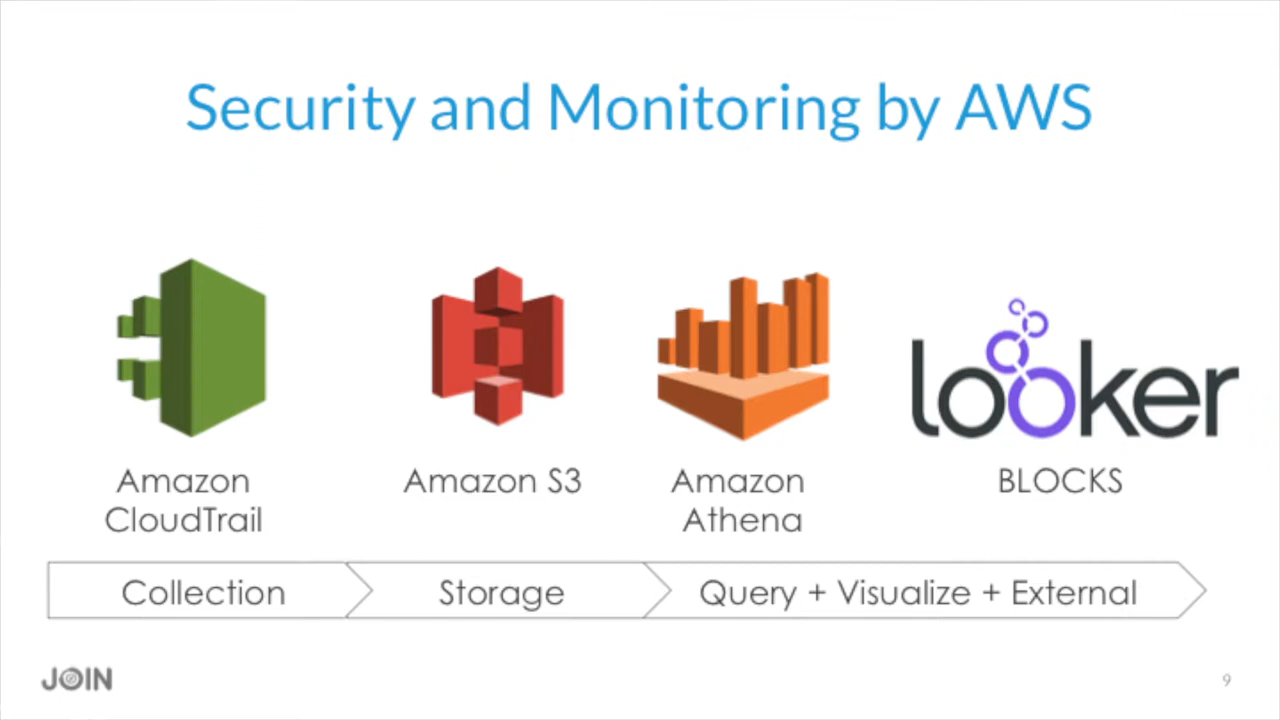 Security and Monitoring by AWS
looker
Amazon
CloudTrail
Amazon S3
Amazon
Athena
BLOCKS
Collection
Storage
Query + Visualize + External
JOIN
9